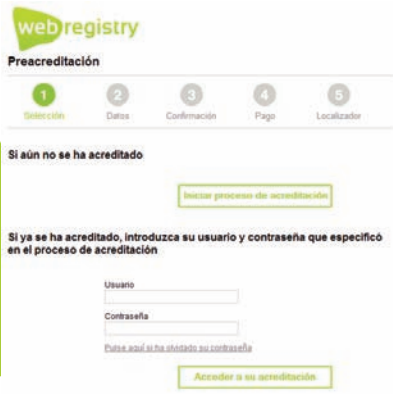 webregistry
Preacreditación
1 2 3 4 5
Selección Datos Confirmación Pago Localizador
Si aún no se ha acreditado
Iniciar proceso de acreditación
Si ya se ha acreditado, introduzca su usuario y contraseña que especificó
en el proceso de acreditación
Usuario
Contraseña
Pulse aquí si ha olvidado su contraseña
Acceder a su acreditación